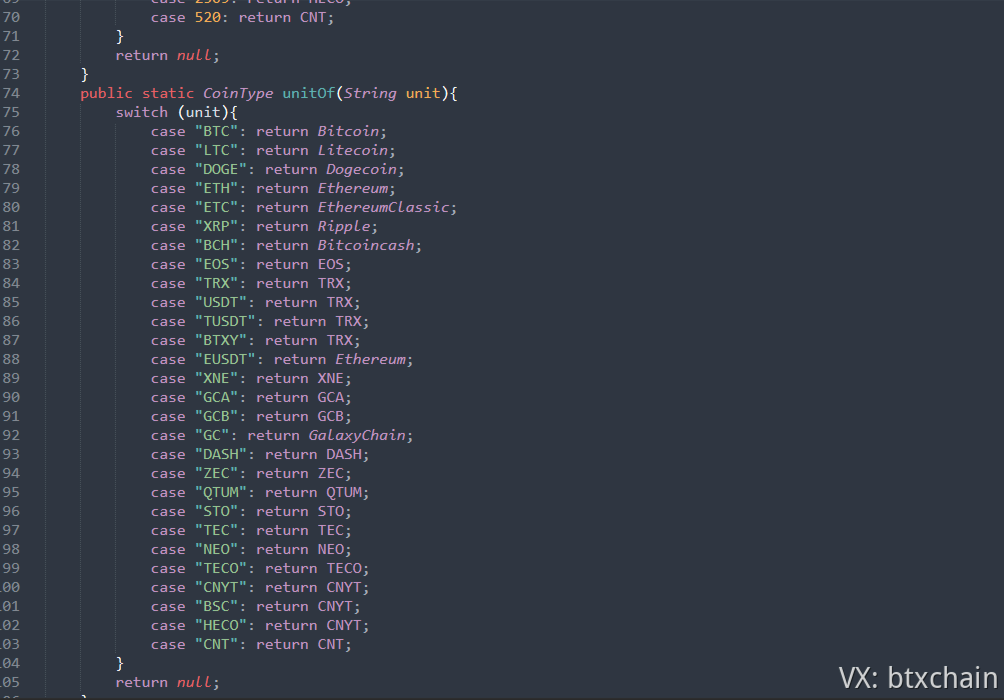 70 case 520: return CNT;
71 }
72 return null;
73 }
74 public static CoinType unitOf(String unit){
75 switch (unit){
76 case "BTC": return Bitcoin;
77 case "LTC": return Litecoin;
78 case "DOGE": return Dogecoin;
79 case "ETH": return Ethereum;
80 case "ETC": return EthereumClassic;
81 case "XRP": return Ripple;
82 case "BCH": return Bitcoincash;
83 case "EOS": return EOS;
84 case "TRX": return TRX;
85 case "USDT": return TRX;
86 case "TUSDT": return TRX;
87 case "BTXY": return TRX;
88 case "EUSDT": return Ethereum;
89 case "XNE": return XNE;
90 case "GCA": return GCA;
91 case "GCB": return GCB;
92 case "GC": return GalaxyChain;
93 case "DASH": return DASH;
94 case "ZEC": return ZEC;
95 case "QTUM": return QTUM;
96 case "STO": return STO;
97 case "TEC": return TEC;
98 case "NEO": return NEO;
99 case "TECO": return TECO;
00 case "CNYT": return CNYT;
01 case "BSC": return CNYT;
02 case "HECO": return CNYT;
03 case "CNT": return CNT;
04 }
05 return null;
VX: btxchain